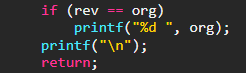 if (rev == org)
printf("%d ", org);
printf("\n");
return;